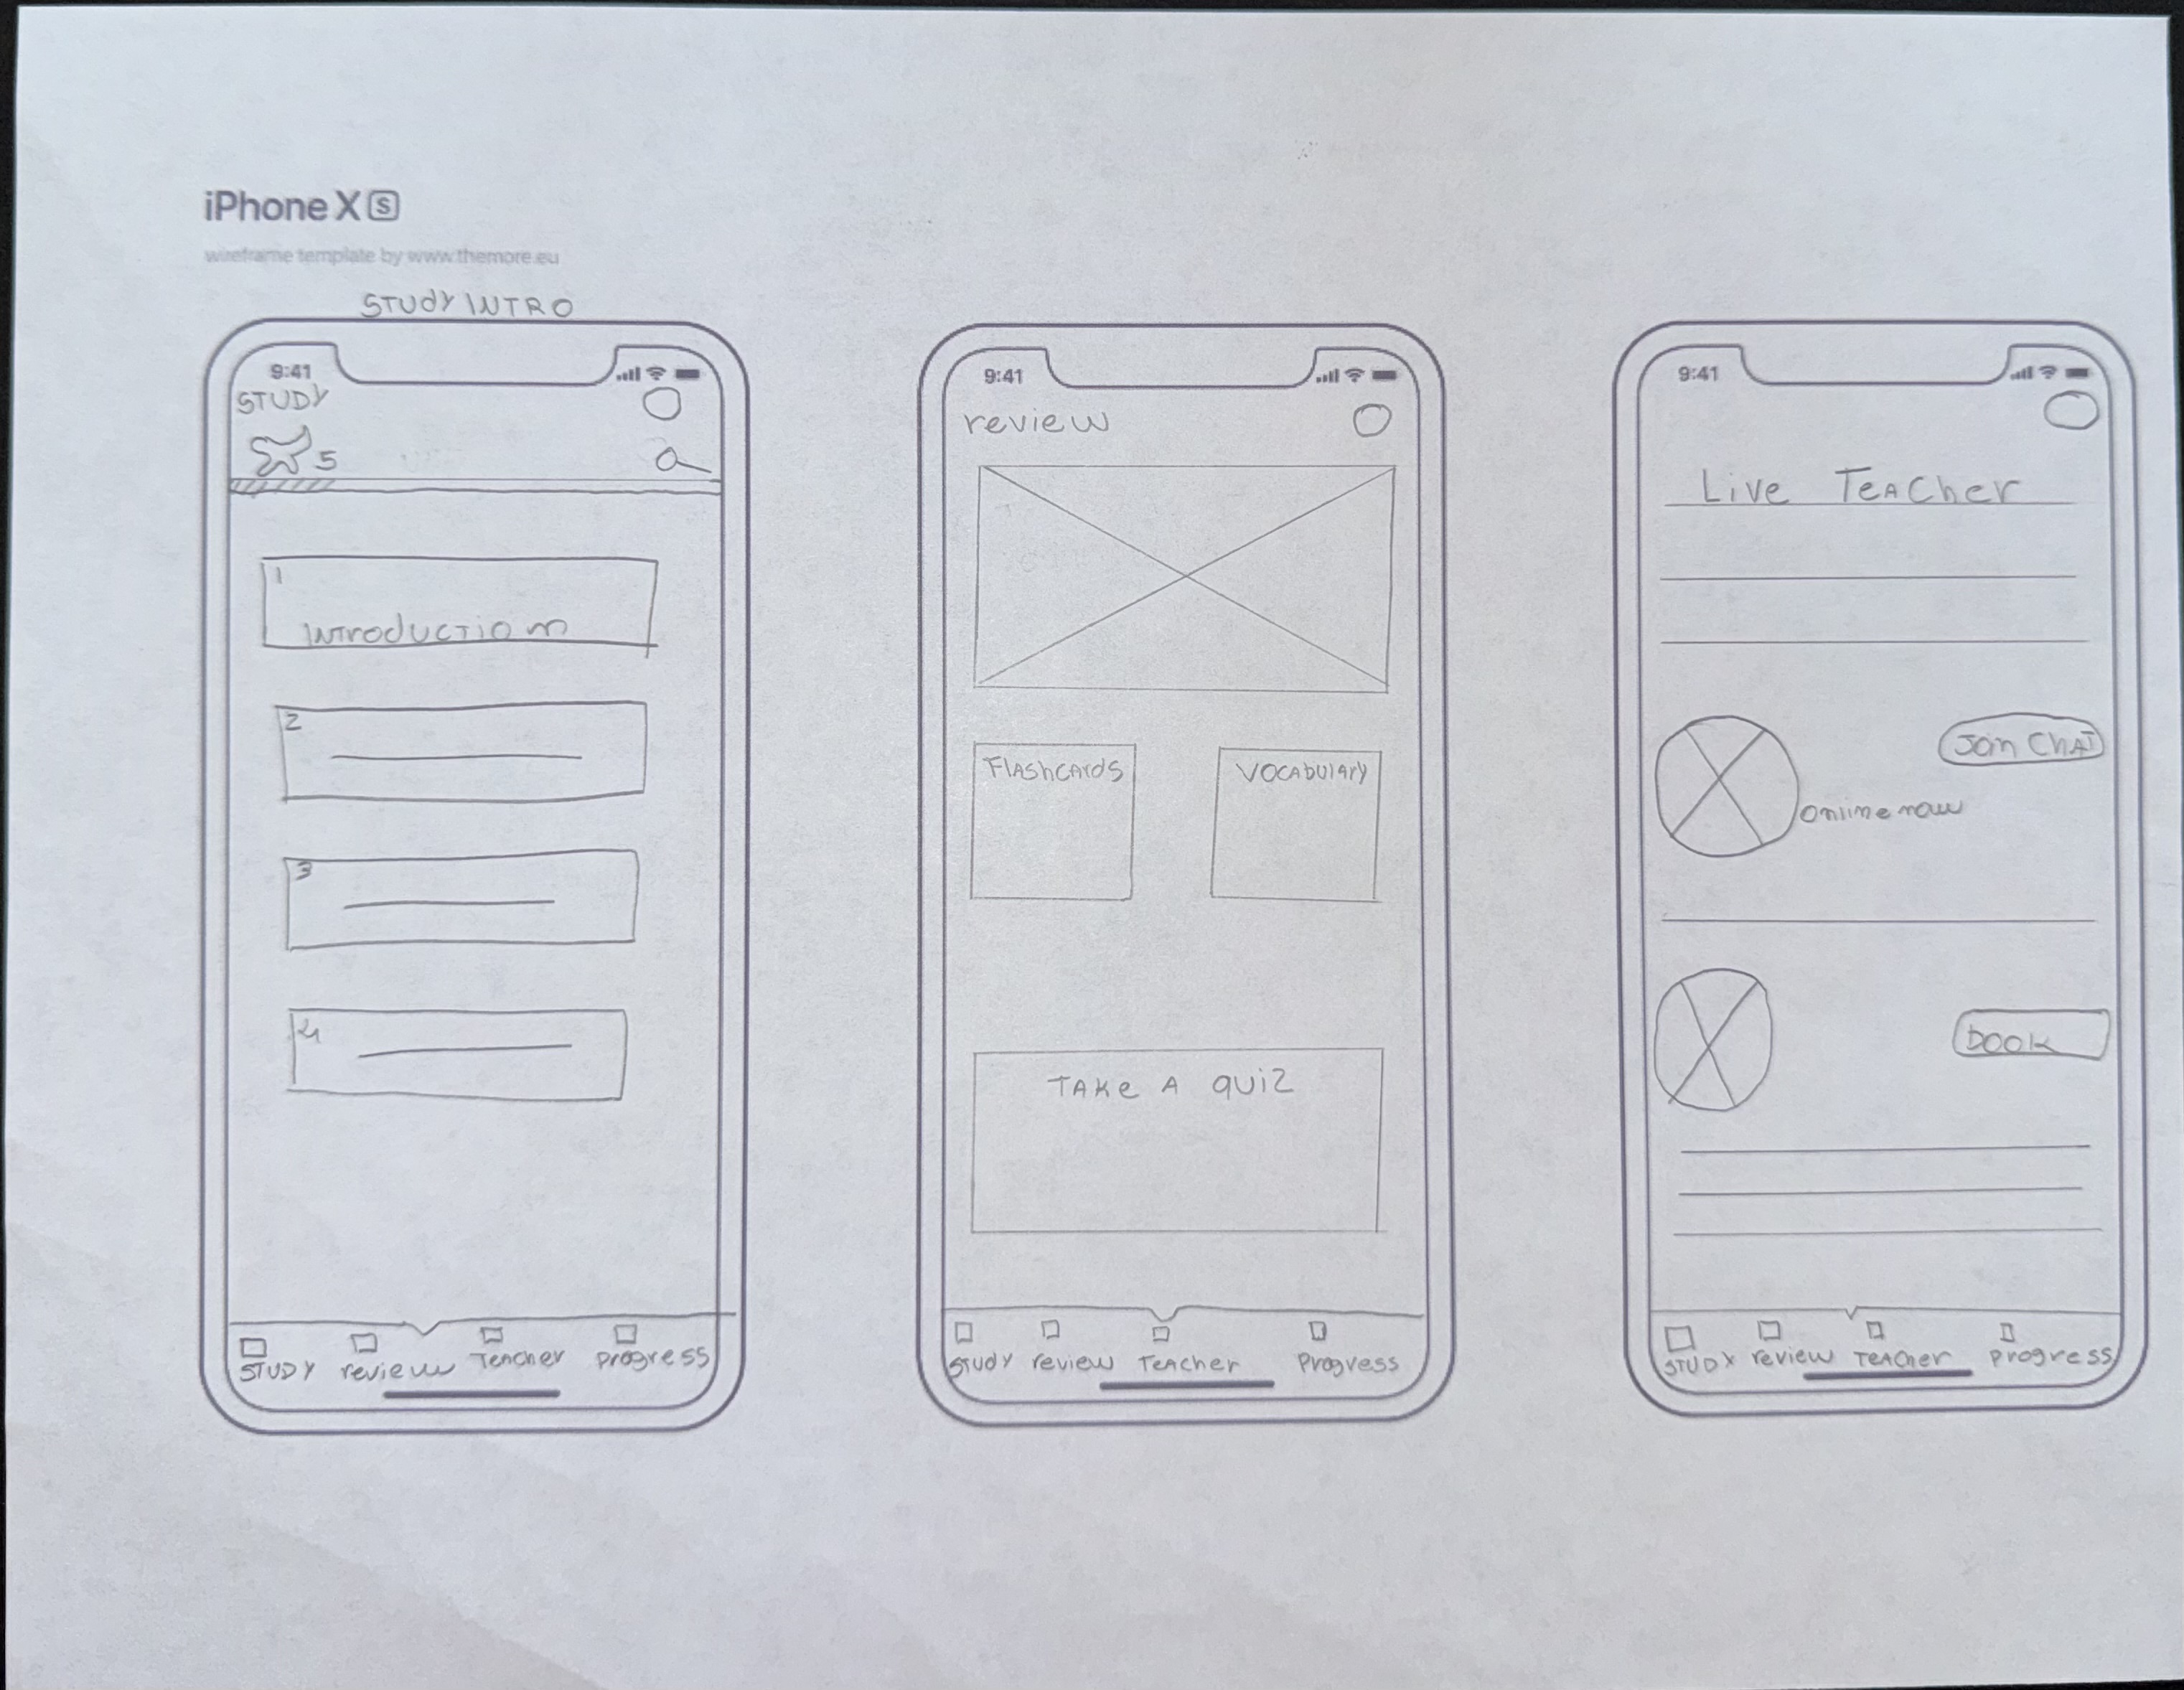 iPhone XS
wireframe template by www.themore.eu
STUDY INTRO
9:41
STUDY
5
1
INTroductioN
2
3
4
STUDY review Teacher progress
9:41
review
FlashcArds
VOCAbulAry
TAKe A quiz
Study review TeAcher Progress
9:41
Live TeACher
Join ChAT
online now
book
STUDY review TeAcher progress